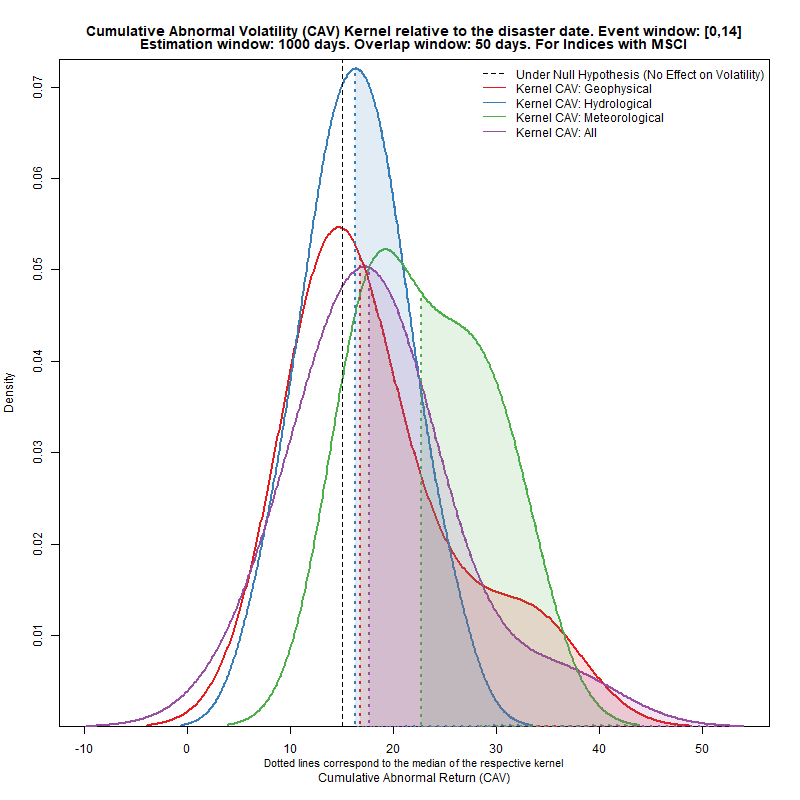 Cumulative Abnormal Volatility (CAV) Kernel relative to the disaster date. Event window: [0,14]
Estimation window: 1000 days. Overlap window: 50 days. For Indices with MSCI
Under Null Hypothesis (No Effect on Volatility)
Kernel CAV: Geophysical
Kernel CAV: Hydrological
Kernel CAV: Meteorological
Kernel CAV: All
0.07
0.06
0.05
0.04
0.03
0.02
0.01
Density
-10 0 10 20 30 40 50
Dotted lines correspond to the median of the respective kernel
Cumulative Abnormal Return (CAV)